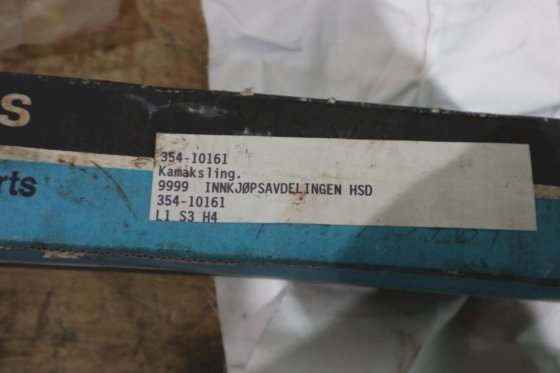 s
rts
354-10161
Kamaksling.
9999 INNKJØPSAVDELINGEN HSD
354-10161
L1 S3 H4